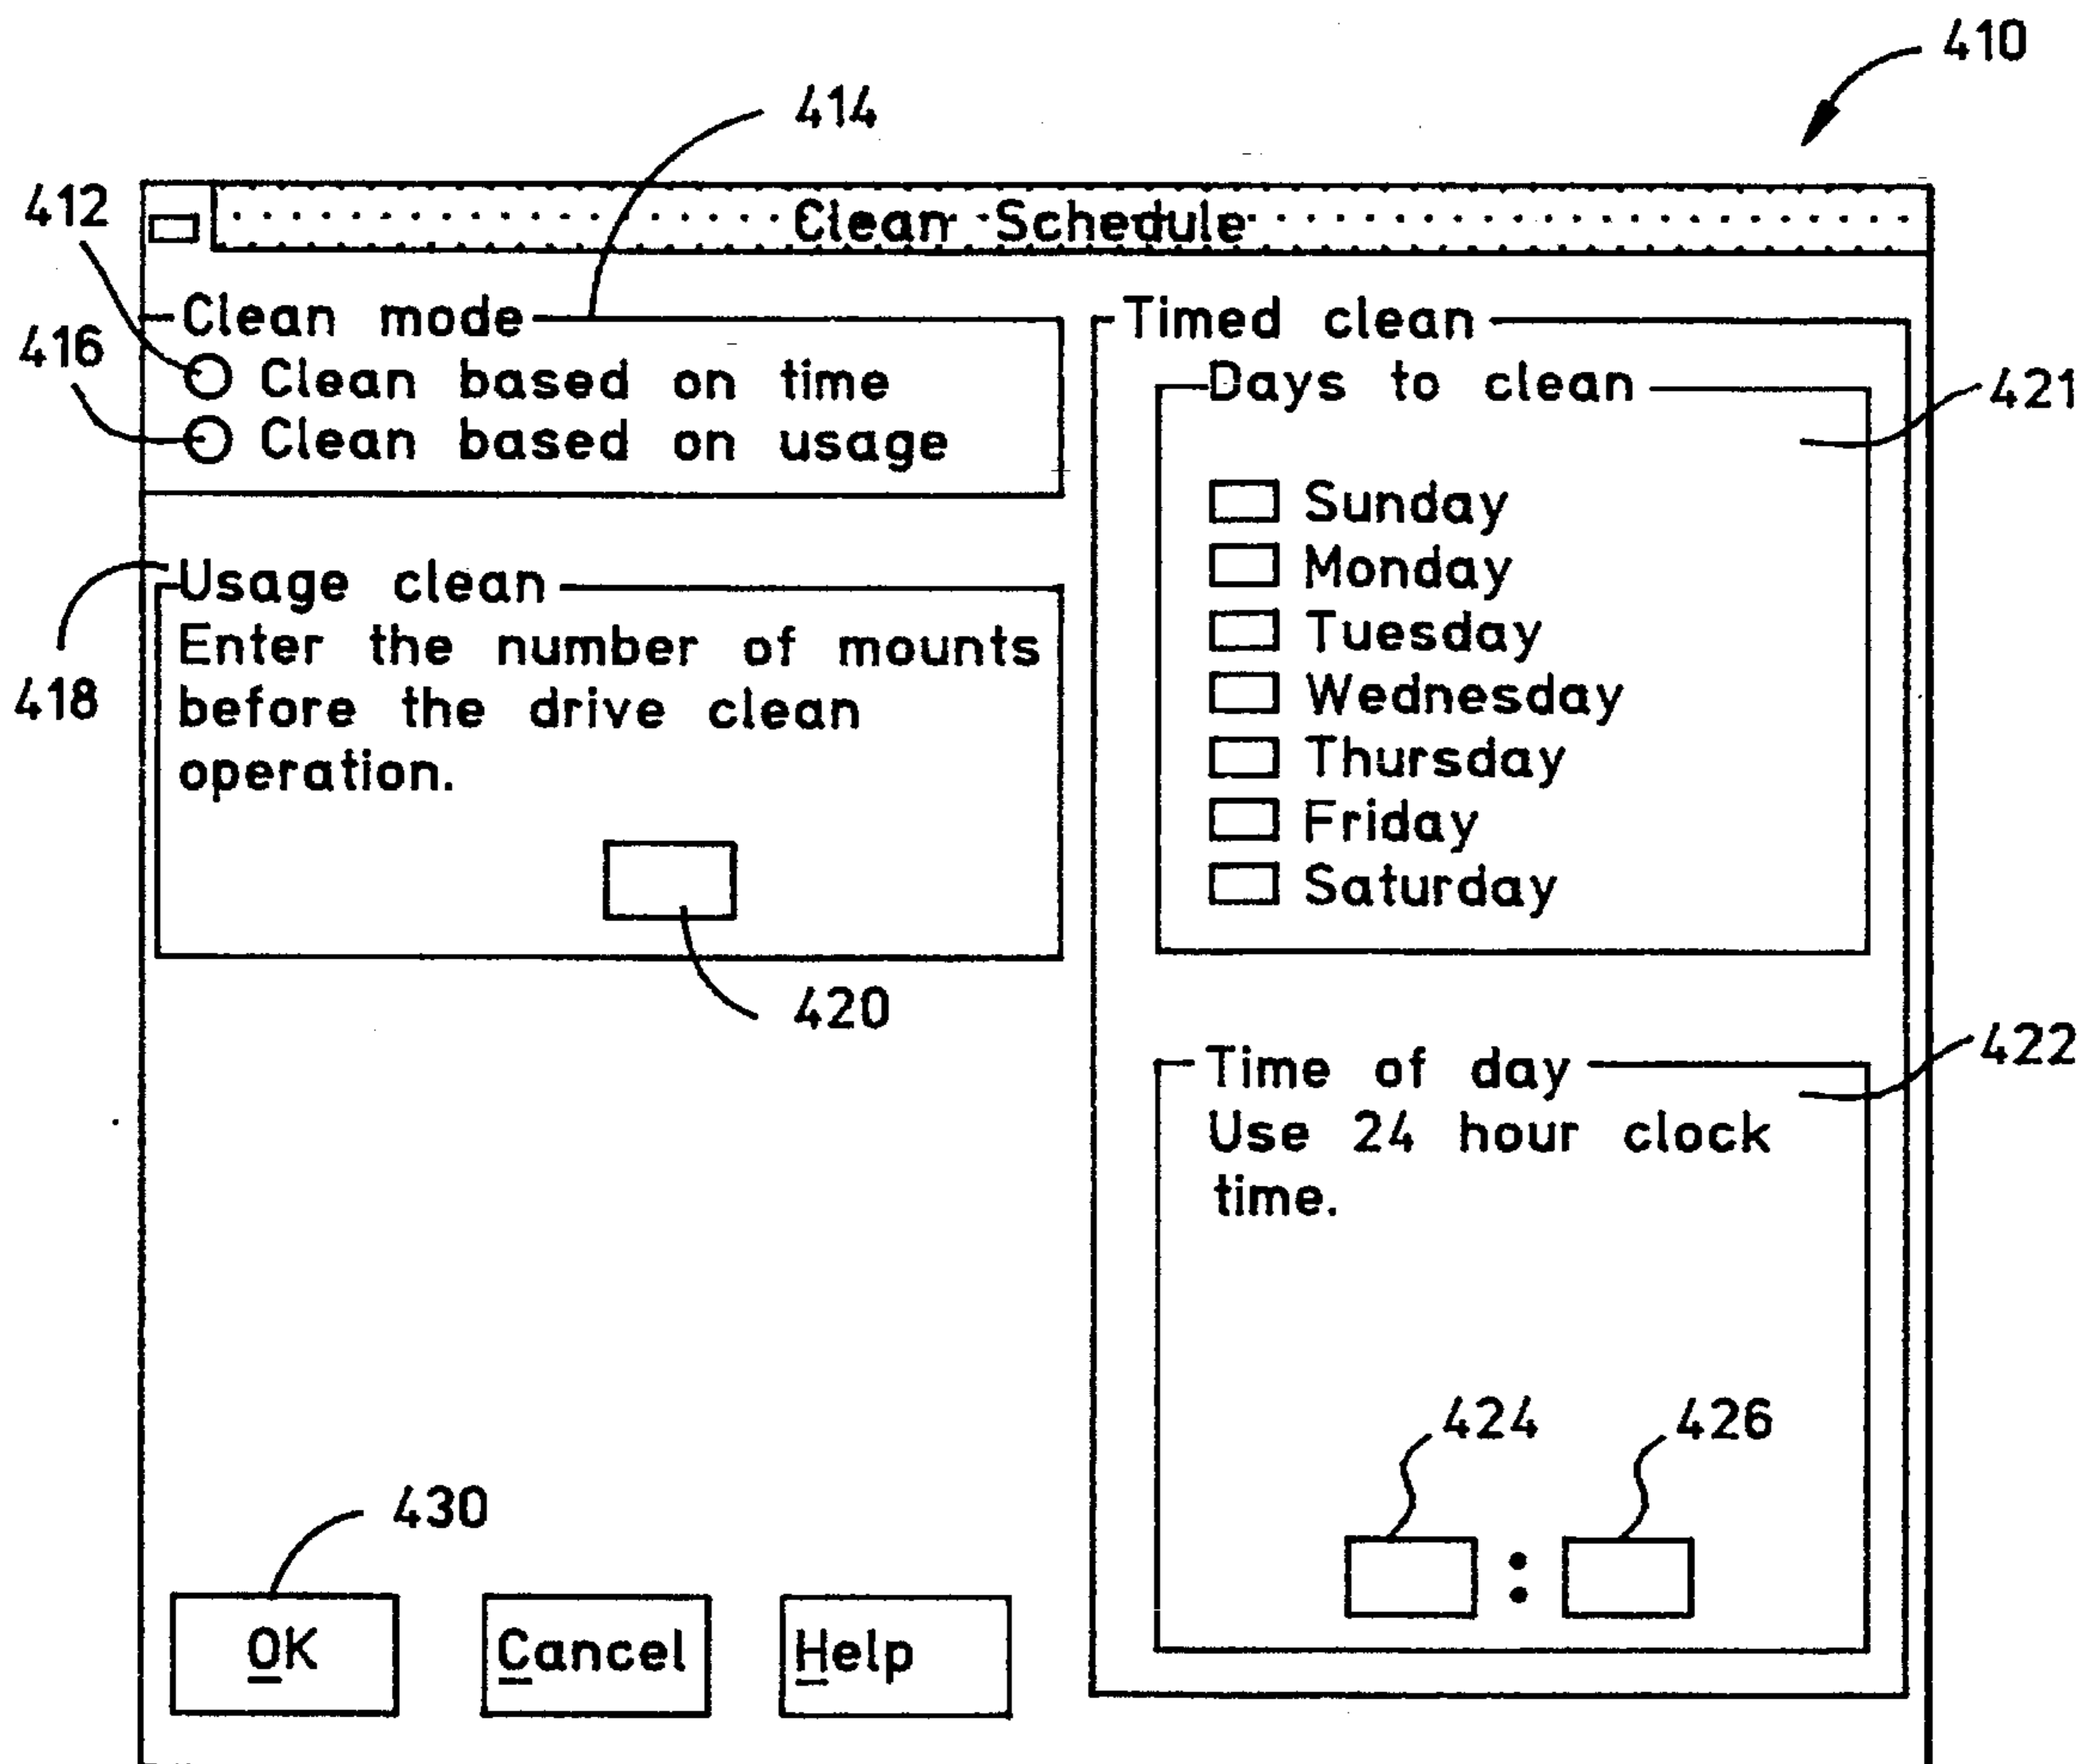 410
414
412
Clean Schedule
Clean mode
416
Clean based on time
Clean based on usage
Usage clean
418
Enter the number of mounts
before the drive clean
operation.
420
Timed clean
Days to clean
421
Sunday
Monday
Tuesday
Wednesday
Thursday
Friday
Saturday
422
Time of day
Use 24 hour clock
time.
424
426
:
430
OK
Cancel
Help